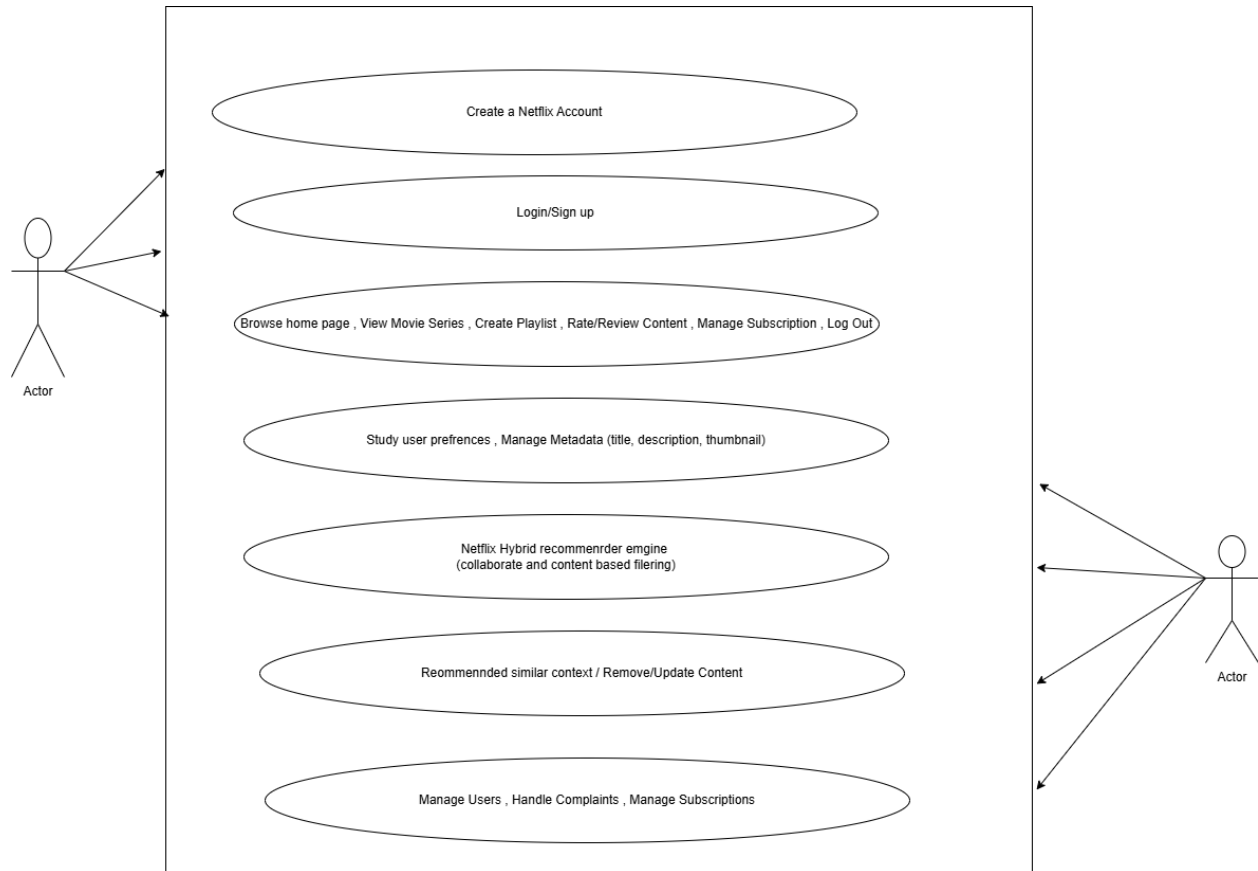 Create a Netflix Account
Login/Sign up
Browse home page , View Movie Series , Create Playlist , Rate/Review Content , Manage Subscription , Log Out
Actor
Study user prefrences , Manage Metadata (title, description, thumbnail)
Netflix Hybrid recommenrder emgine
(collaborate and content based filering)
Reommennded similar context / Remove/Update Content
Actor
Manage Users , Handle Complaints , Manage Subscriptions